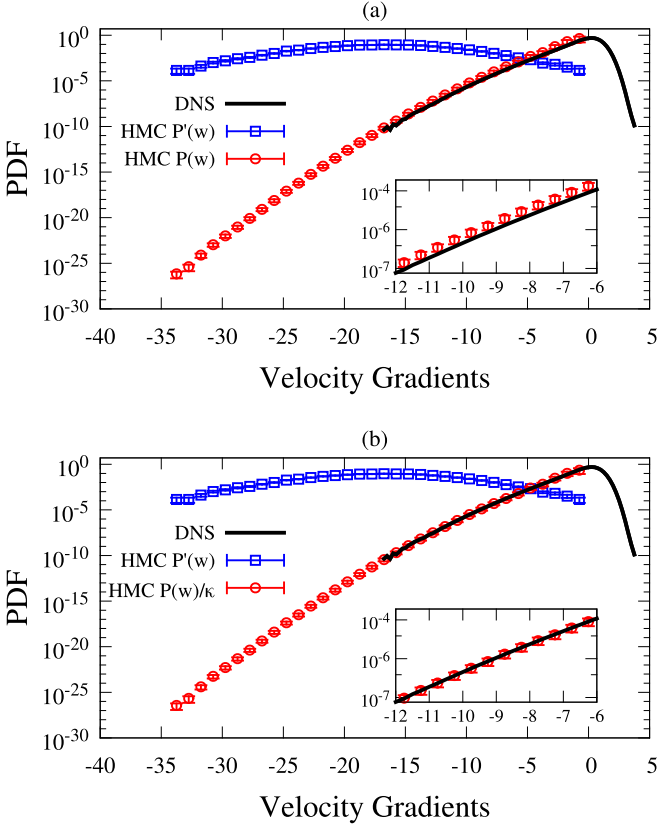 (a)
10^0
10^-5
10^-10
10^-15
10^-20
10^-25
10^-30
PDF
DNS
HMC P'(w)
HMC P(w)
10^-4
10^-6
10^-7
-12 -11 -10 -9 -8 -7 -6
-40 -35 -30 -25 -20 -15 -10 -5 0 5
Velocity Gradients
(b)
10^0
10^-5
10^-10
10^-15
10^-20
10^-25
10^-30
PDF
DNS
HMC P'(w)
HMC P(w)/κ
10^-4
10^-6
10^-7
-12 -11 -10 -9 -8 -7 -6
-40 -35 -30 -25 -20 -15 -10 -5 0 5
Velocity Gradients